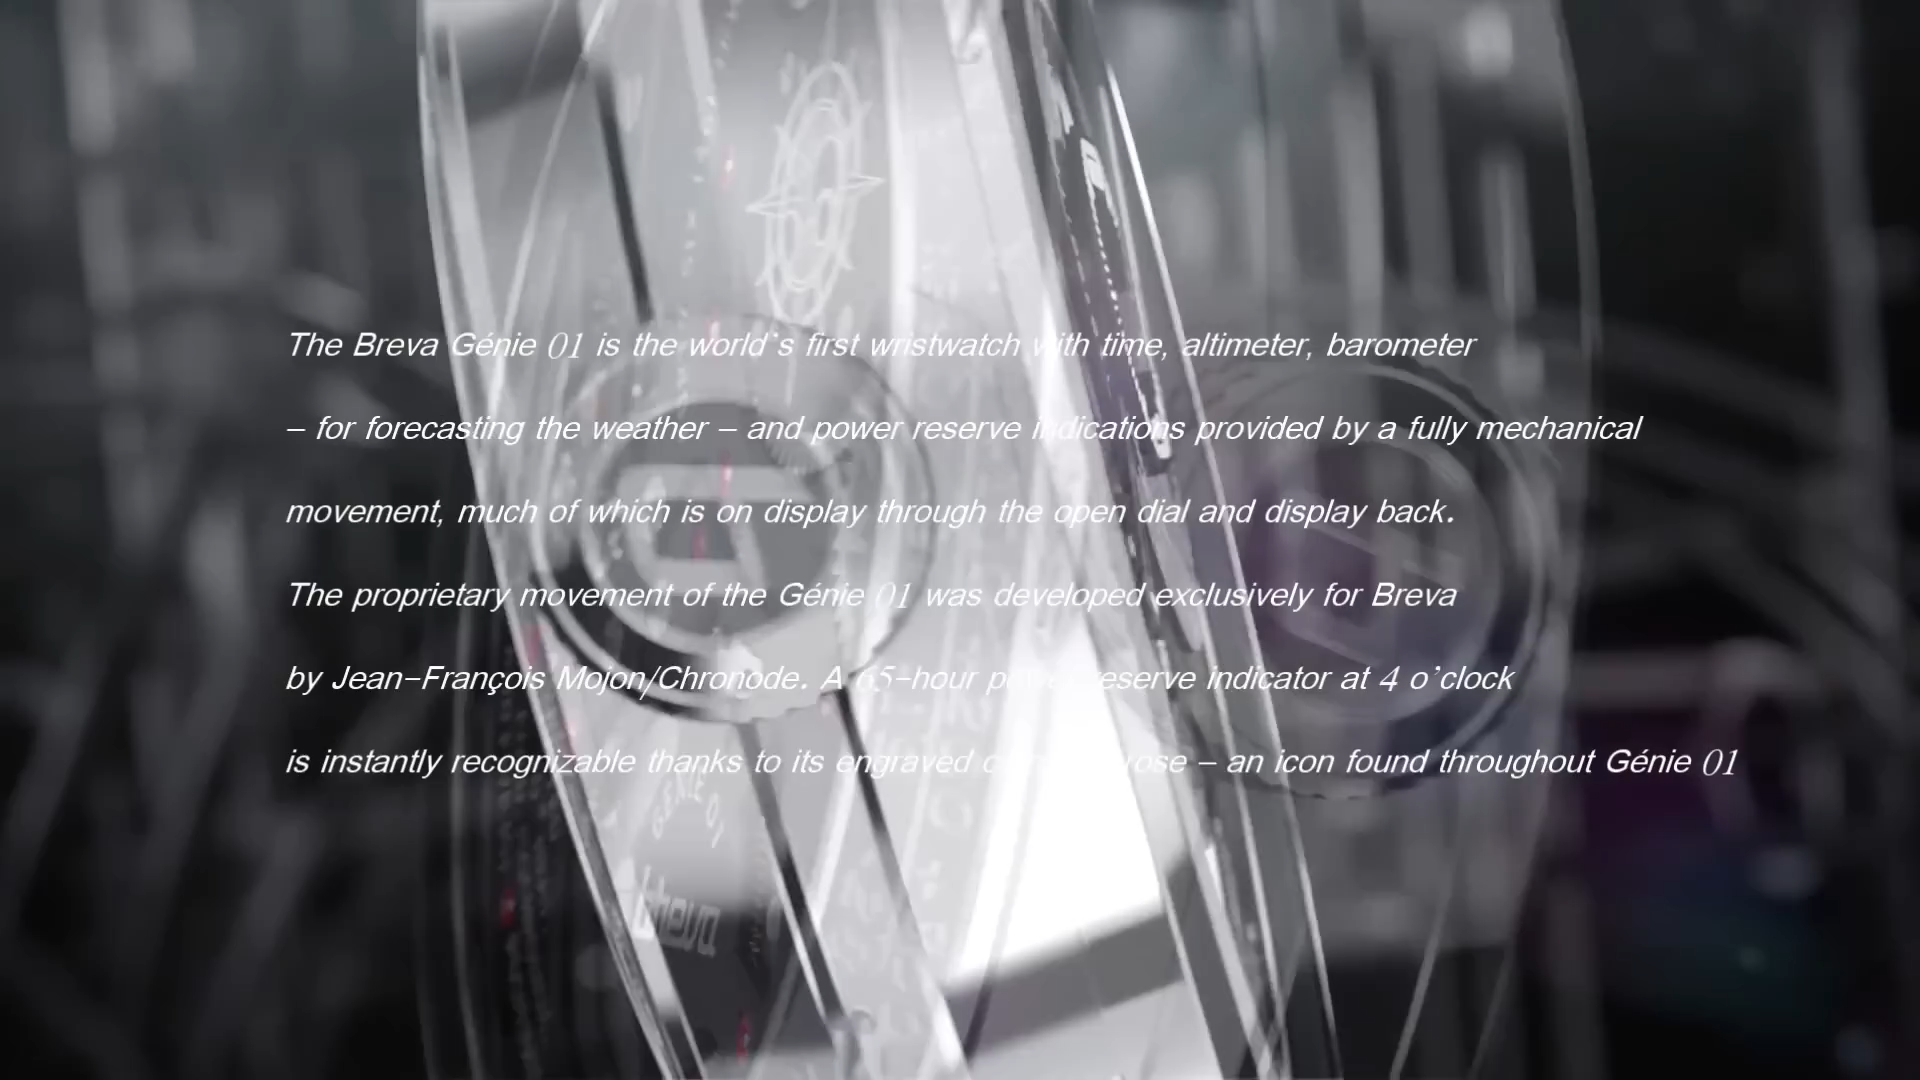 The Breva Génie 01 is the world's first wristwatch with time, altimeter, barometer
– for forecasting the weather – and power reserve indications provided by a fully mechanical
movement, much of which is on display through the open dial and display back.
The proprietary movement of the Génie 01 was developed exclusively for Breva
by Jean-François Mojon/Chronode. A 65-hour power reserve indicator at 4 o'clock
is instantly recognizable thanks to its engraved rose – an icon found throughout Génie 01
GÉNIE 01
breva